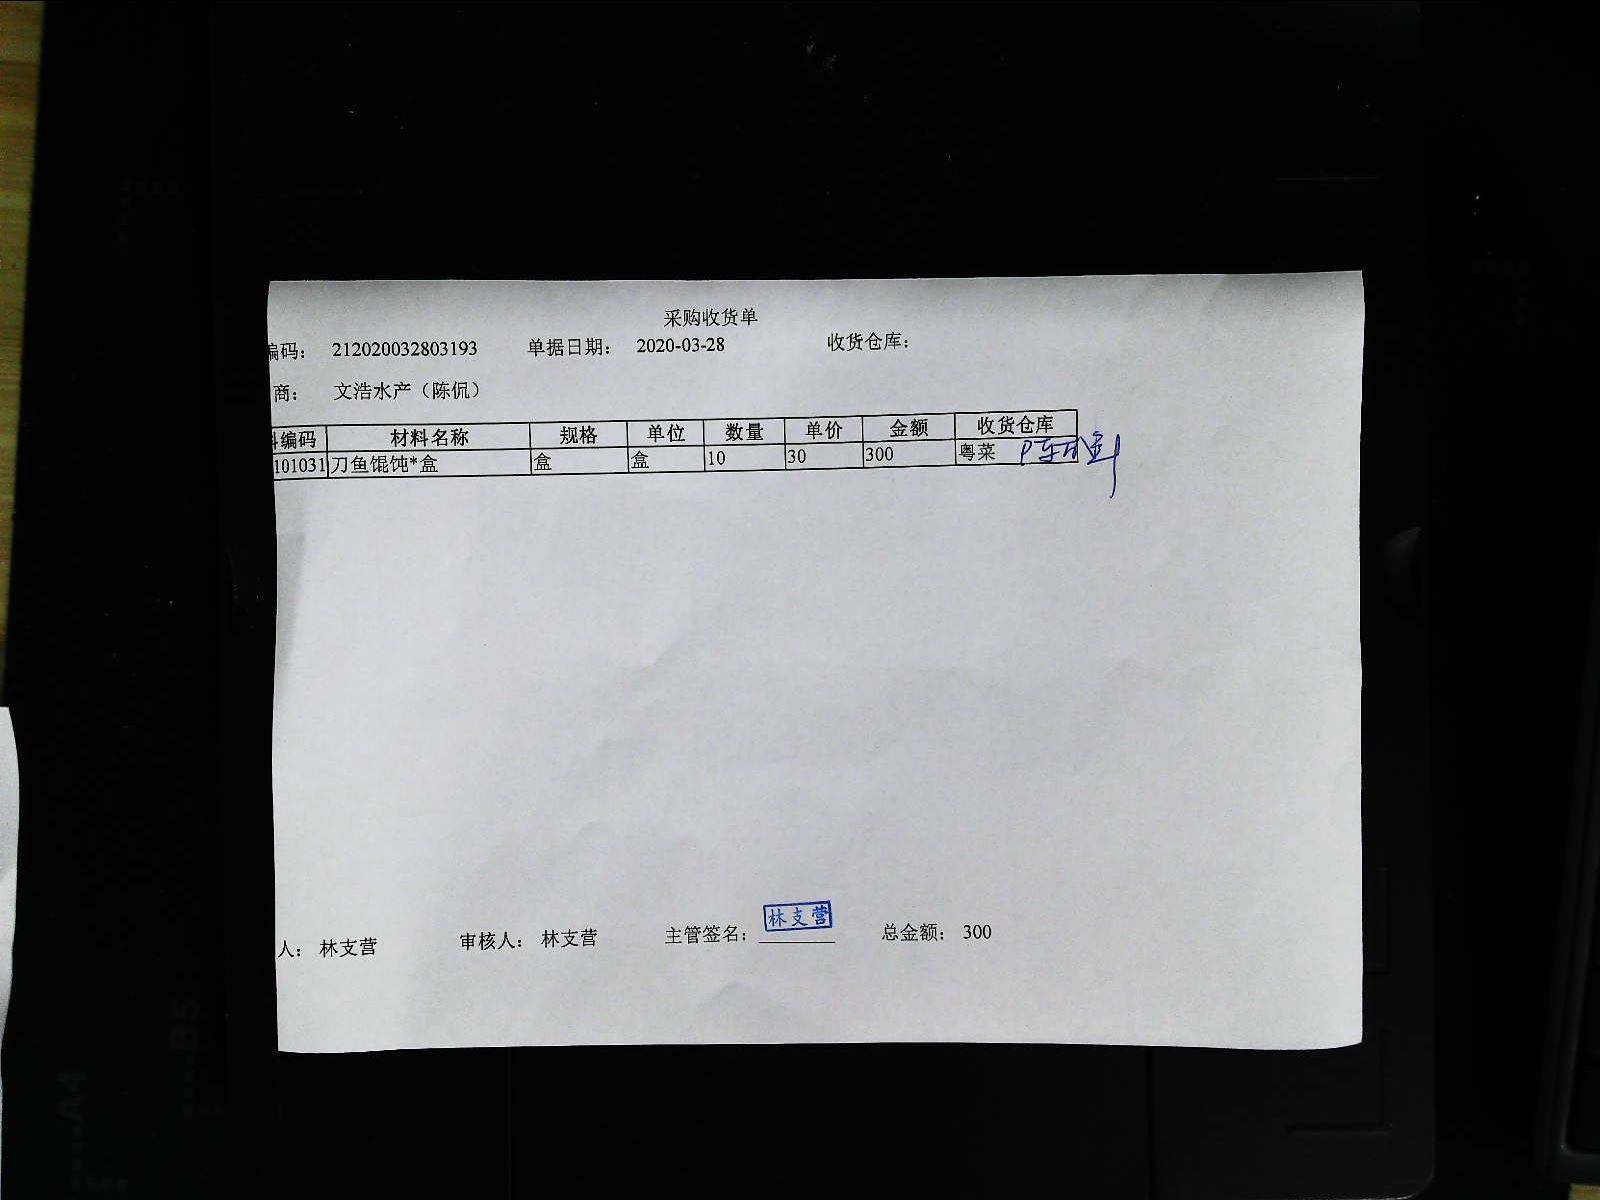 采购收货单
编码： 212020032803193 单据日期： 2020-03-28 收货仓库：
商： 文浩水产（陈侃）
料编码 材料名称 规格 单位 数量 单价 金额 收货仓库
101031 刀鱼馄饨*盒 盒 盒 10 30 300 粤菜
人： 林支营 审核人： 林支营 主管签名： 林支营 总金额： 300
A4
B5